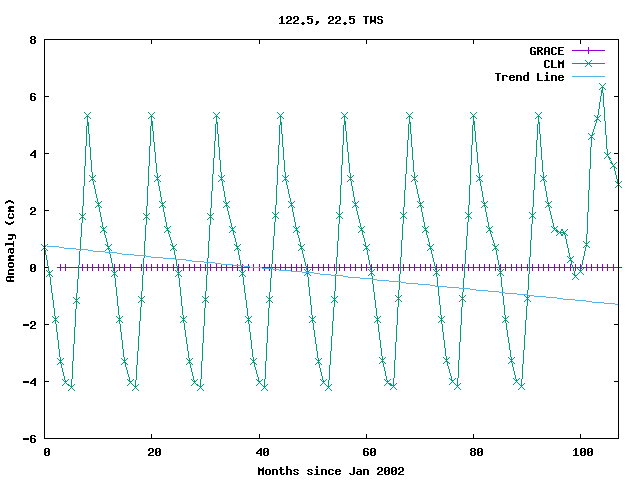 122.5, 22.5 TWS
GRACE
CLM
Trend Line
Anomaly (cm)
8
6
4
2
0
-2
-4
-6
0 20 40 60 80 100
Months since Jan 2002